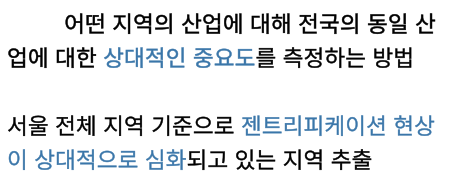 어떤 지역의 산업에 대해 전국의 동일 산
업에 대한 상대적인 중요도를 측정하는 방법
서울 전체 지역 기준으로 젠트리피케이션 현상
이 상대적으로 심화되고 있는 지역 추출